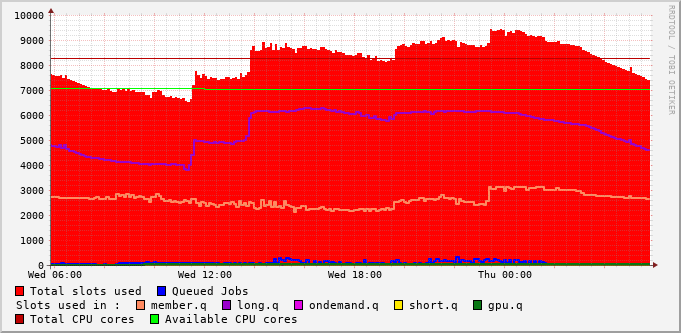 10000
9000
8000
7000
6000
5000
4000
3000
2000
1000
0
Wed 06:00 Wed 12:00 Wed 18:00 Thu 00:00
RRDTOOL / TOBI OETIKER
Total slots used Queued Jobs
Slots used in : member.q long.q ondemand.q short.q gpu.q
Total CPU cores Available CPU cores